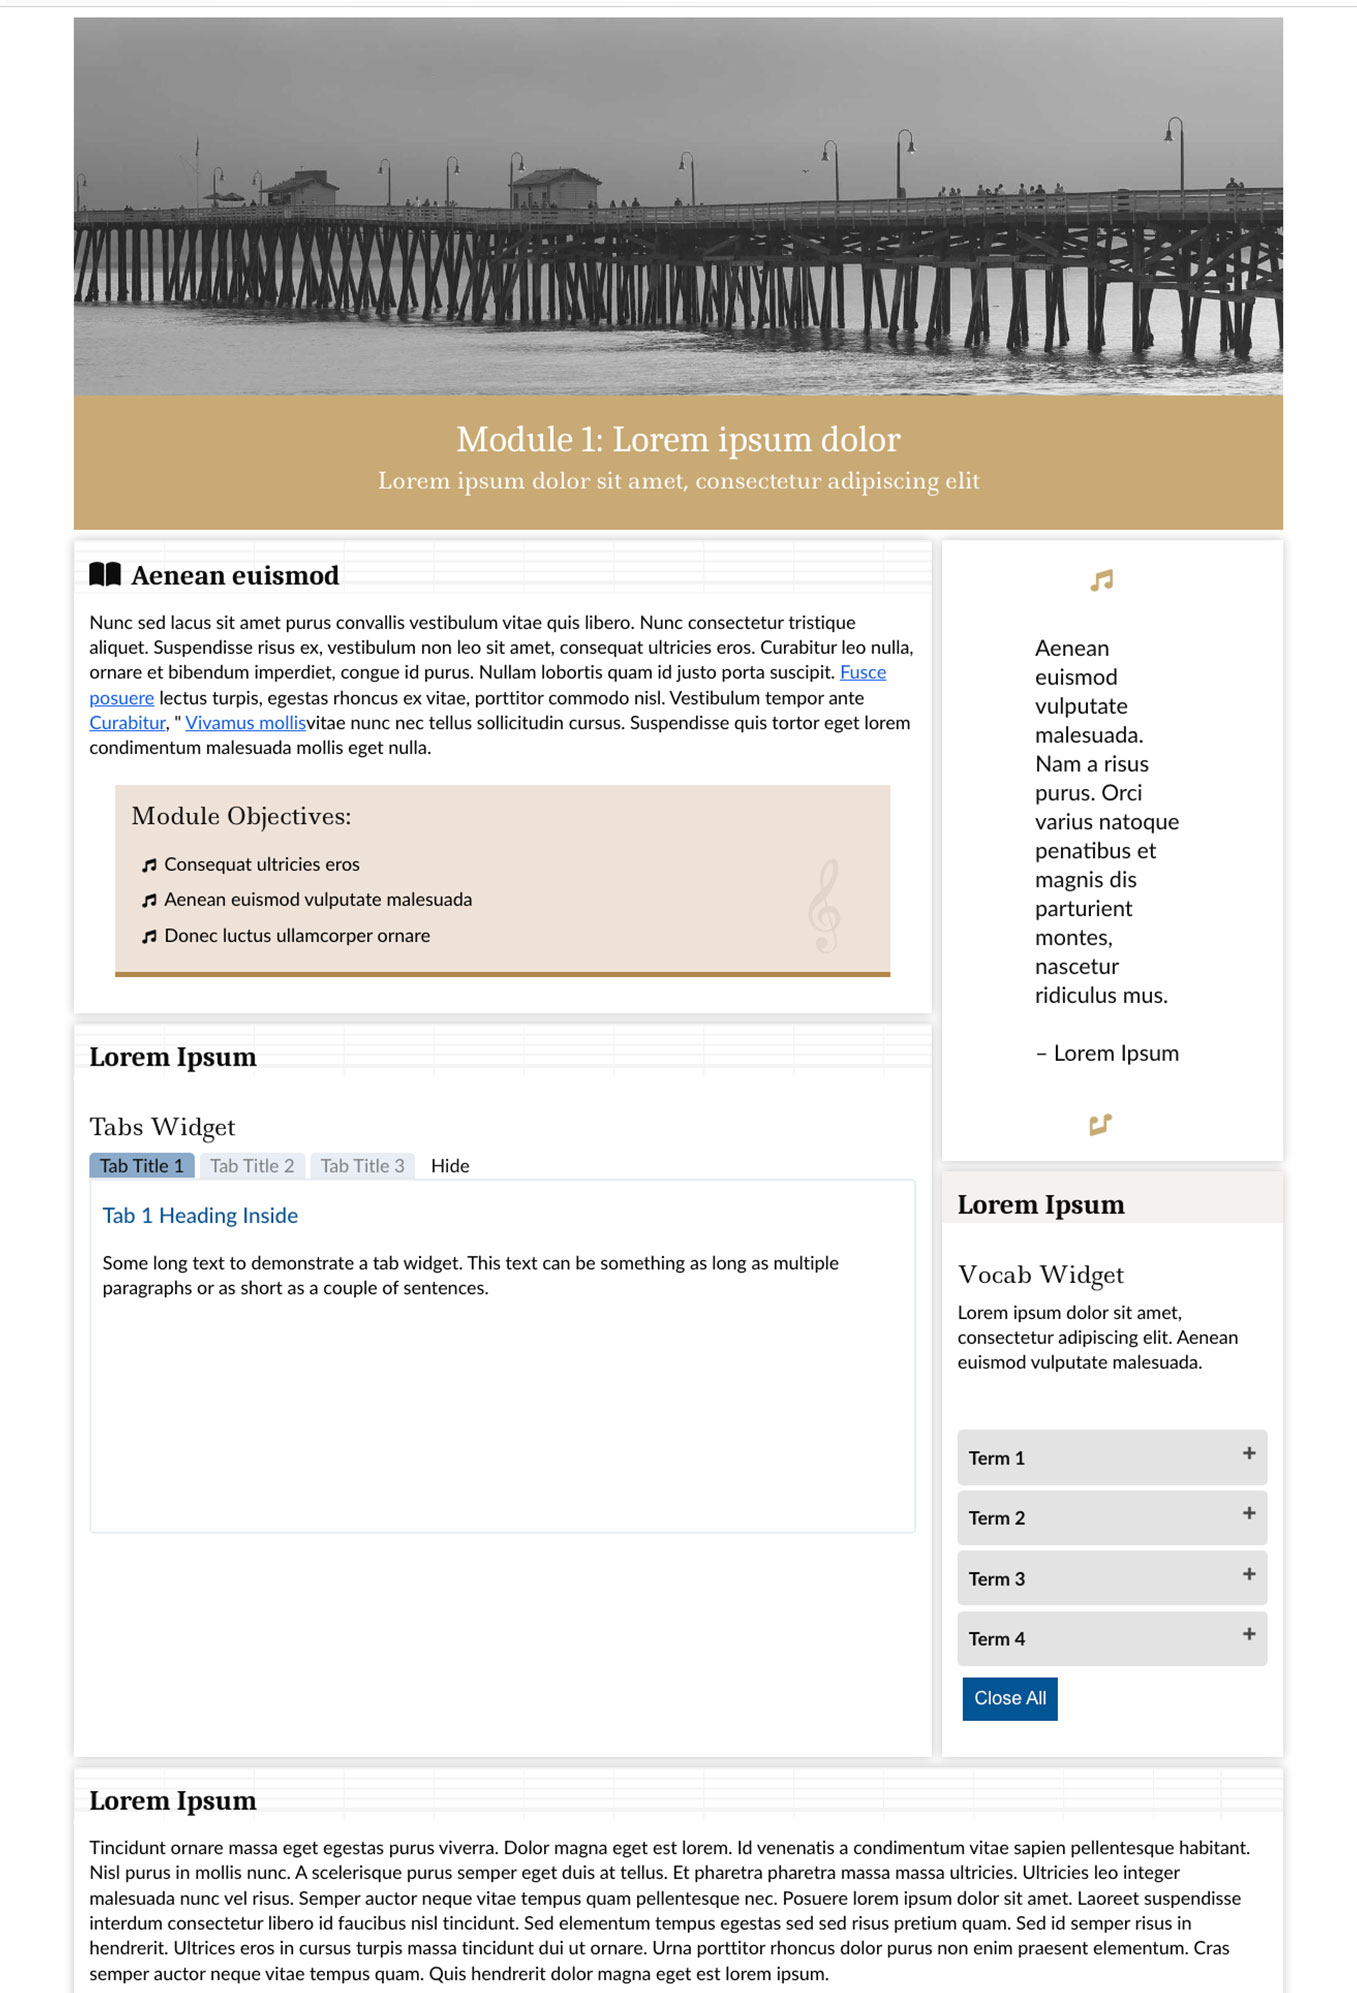 Module 1: Lorem ipsum dolor
Lorem ipsum dolor sit amet, consectetur adipiscing elit
Aenean euismod
Nunc sed lacus sit amet purus convallis vestibulum vitae quis libero. Nunc consectetur tristique
aliquet. Suspendisse risus ex, vestibulum non leo sit amet, consequat ultricies eros. Curabitur leo nulla,
ornare et bibendum imperdiet, congue id purus. Nullam lobortis quam id justo porta suscipit. Fusce
posuere lectus turpis, egestas rhoncus ex vitae, porttitor commodo nisl. Vestibulum tempor ante
Curabitur, " Vivamus mollisvitae nunc nec tellus sollicitudin cursus. Suspendisse quis tortor eget lorem
condimentum malesuada mollis eget nulla.
Module Objectives:
Consequat ultricies eros
Aenean euismod vulputate malesuada
Donec luctus ullamcorper ornare
Aenean
euismod
vulputate
malesuada.
Nam a risus
purus. Orci
varius natoque
penatibus et
magnis dis
parturient
montes,
nascetur
ridiculus mus.
– Lorem Ipsum
Lorem Ipsum
Tabs Widget
Tab Title 1 Tab Title 2 Tab Title 3 Hide
Tab 1 Heading Inside
Some long text to demonstrate a tab widget. This text can be something as long as multiple
paragraphs or as short as a couple of sentences.
Lorem Ipsum
Vocab Widget
Lorem ipsum dolor sit amet,
consectetur adipiscing elit. Aenean
euismod vulputate malesuada.
Term 1 +
Term 2 +
Term 3 +
Term 4 +
Close All
Lorem Ipsum
Tincidunt ornare massa eget egestas purus viverra. Dolor magna eget est lorem. Id venenatis a condimentum vitae sapien pellentesque habitant.
Nisl purus in mollis nunc. A scelerisque purus semper eget duis at tellus. Et pharetra pharetra massa massa ultricies. Ultricies leo integer
malesuada nunc vel risus. Semper auctor neque vitae tempus quam pellentesque nec. Posuere lorem ipsum dolor sit amet. Laoreet suspendisse
interdum consectetur libero id faucibus nisl tincidunt. Sed elementum tempus egestas sed sed risus pretium quam. Sed id semper risus in
hendrerit. Ultrices eros in cursus turpis massa tincidunt dui ut ornare. Urna porttitor rhoncus dolor purus non enim praesent elementum. Cras
semper auctor neque vitae tempus quam. Quis hendrerit dolor magna eget est lorem ipsum.